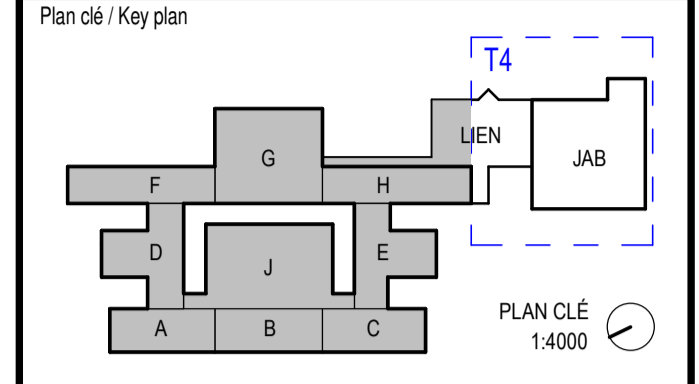 Plan clé / Key plan
T4
LIEN
JAB
G
F
H
D
E
J
A
B
C
PLAN CLÉ
1:4000